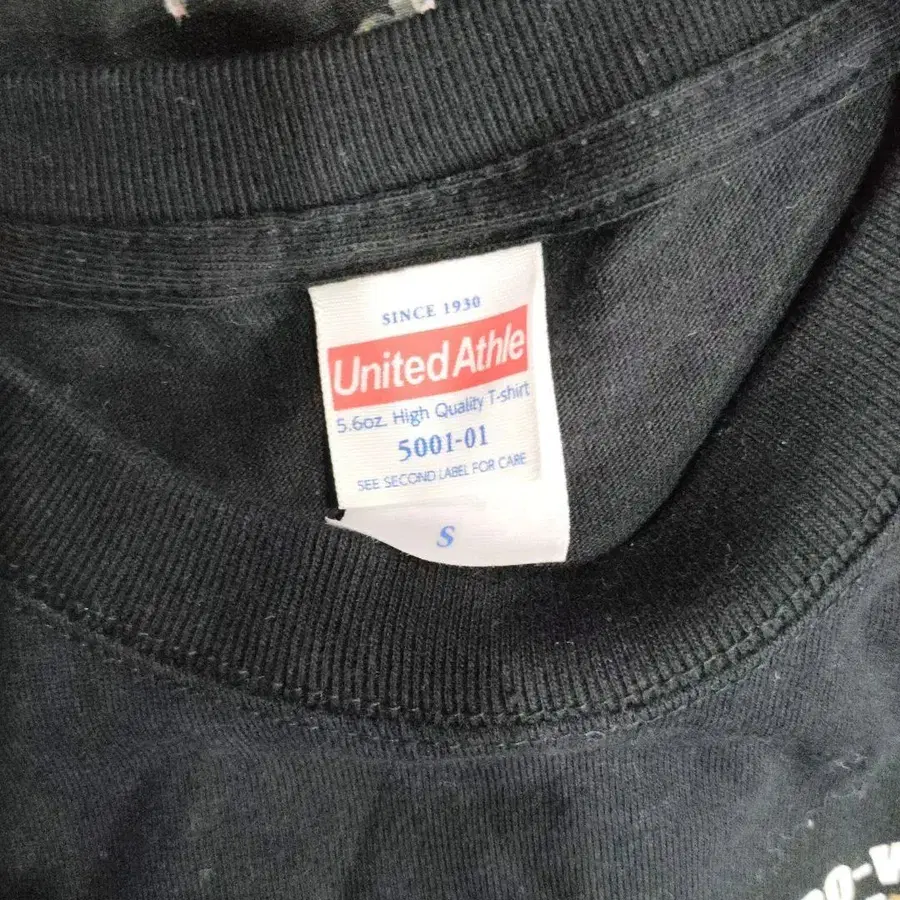 SINCE 1930
United Athle
5.6oz. High Quality T-shirt
5001-01
SEE SECOND LABEL FOR CARE
S